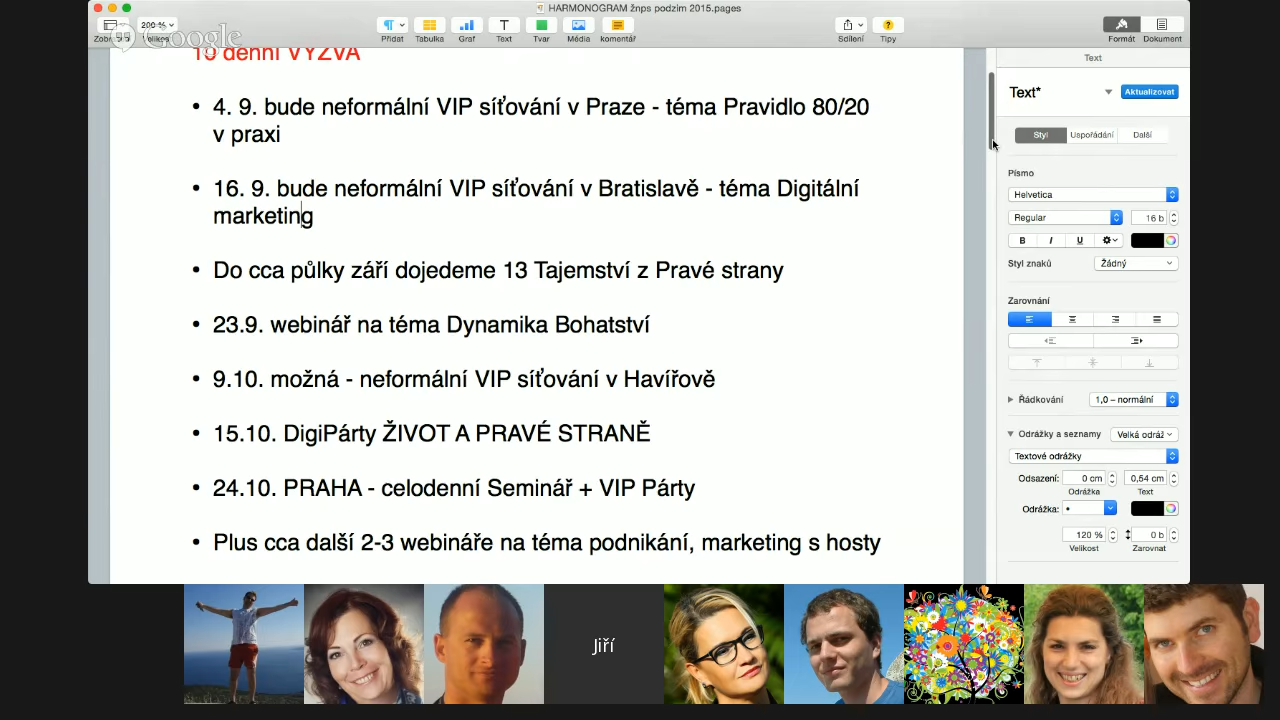 HARMONOGRAM žnps podzim 2015.pages
200 %
Google
Velikost
Přidat
Tabulka
Graf
Text
Tvar
Média
komentář
Sdílení
Tipy
Formát
Dokument
10 denní VÝZVA
• 4. 9. bude neformální VIP síťování v Praze - téma Pravidlo 80/20
v praxi
• 16. 9. bude neformální VIP síťování v Bratislavě - téma Digitální
marketing
• Do cca půlky září dojedeme 13 Tajemství z Pravé strany
• 23.9. webinář na téma Dynamika Bohatství
• 9.10. možná - neformální VIP síťování v Havířově
• 15.10. DigiPárty ŽIVOT A PRAVÉ STRANĚ
• 24.10. PRAHA - celodenní Seminář + VIP Párty
• Plus cca další 2-3 webináře na téma podnikání, marketing s hosty
Text
Text*
Aktualizovat
Styl
Uspořádání
Další
Písmo
Helvetica
Regular
16 b
B I U
Styl znaků
Žádný
Zarovnání
Řádkování
1,0 – normální
Odrážky a seznamy
Velká odráž
Textové odrážky
Odsazení:
0 cm
0,54 cm
Odrážka
Text
Odrážka: •
120 %
0 b
Velikost
Zarovnat
Jiří